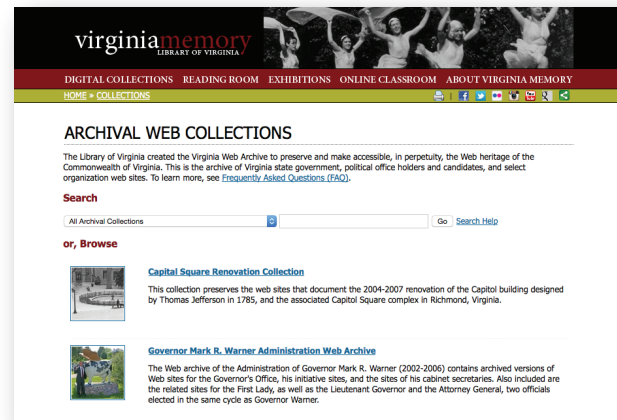 virginiamemory
LIBRARY OF VIRGINIA
DIGITAL COLLECTIONS READING ROOM EXHIBITIONS ONLINE CLASSROOM ABOUT VIRGINIA MEMORY
HOME » COLLECTIONS
ARCHIVAL WEB COLLECTIONS
The Library of Virginia created the Virginia Web Archive to preserve and make accessible, in perpetuity, the Web heritage of the
Commonwealth of Virginia. This is the archive of Virginia state government, political office holders and candidates, and select
organization web sites. To learn more, see Frequently Asked Questions (FAQ).
Search
All Archival Collections Go Search Help
or, Browse
Capital Square Renovation Collection
This collection preserves the web sites that document the 2004-2007 renovation of the Capitol building designed
by Thomas Jefferson in 1785, and the associated Capitol Square complex in Richmond, Virginia.
Governor Mark R. Warner Administration Web Archive
The Web archive of the Administration of Governor Mark R. Warner (2002-2006) contains archived versions of
Web sites for the Governor's Office, his initiative sites, and the sites of his cabinet secretaries. Also included are
the related sites for the First Lady, as well as the Lieutenant Governor and the Attorney General, two officials
elected in the same cycle as Governor Warner.